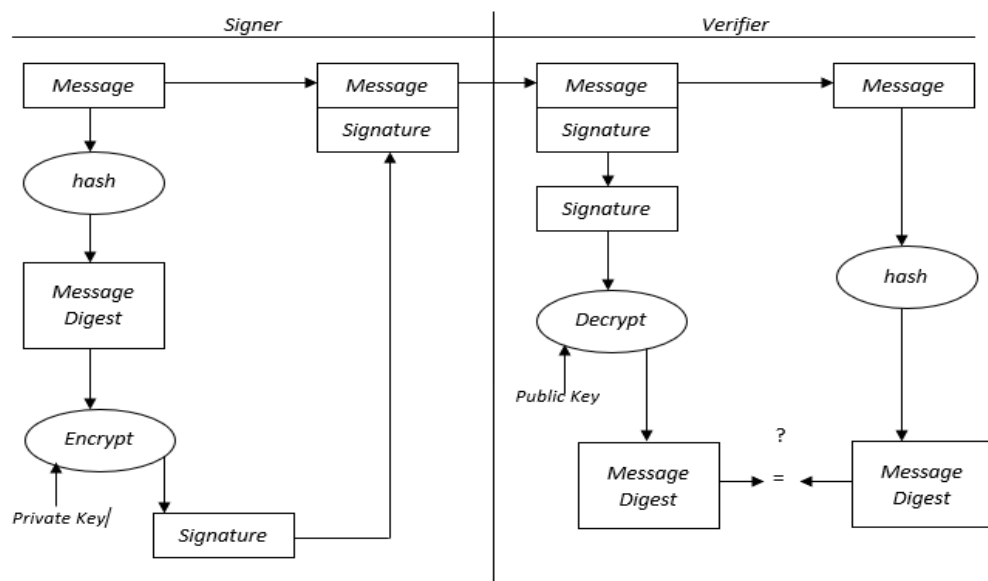 Signer
Verifier
Message
Message
Signature
Message
Signature
Message
hash
Signature
Message
Digest
hash
Decrypt
Public Key
Encrypt
Private Key/
Signature
Message
Digest
?
=
Message
Digest